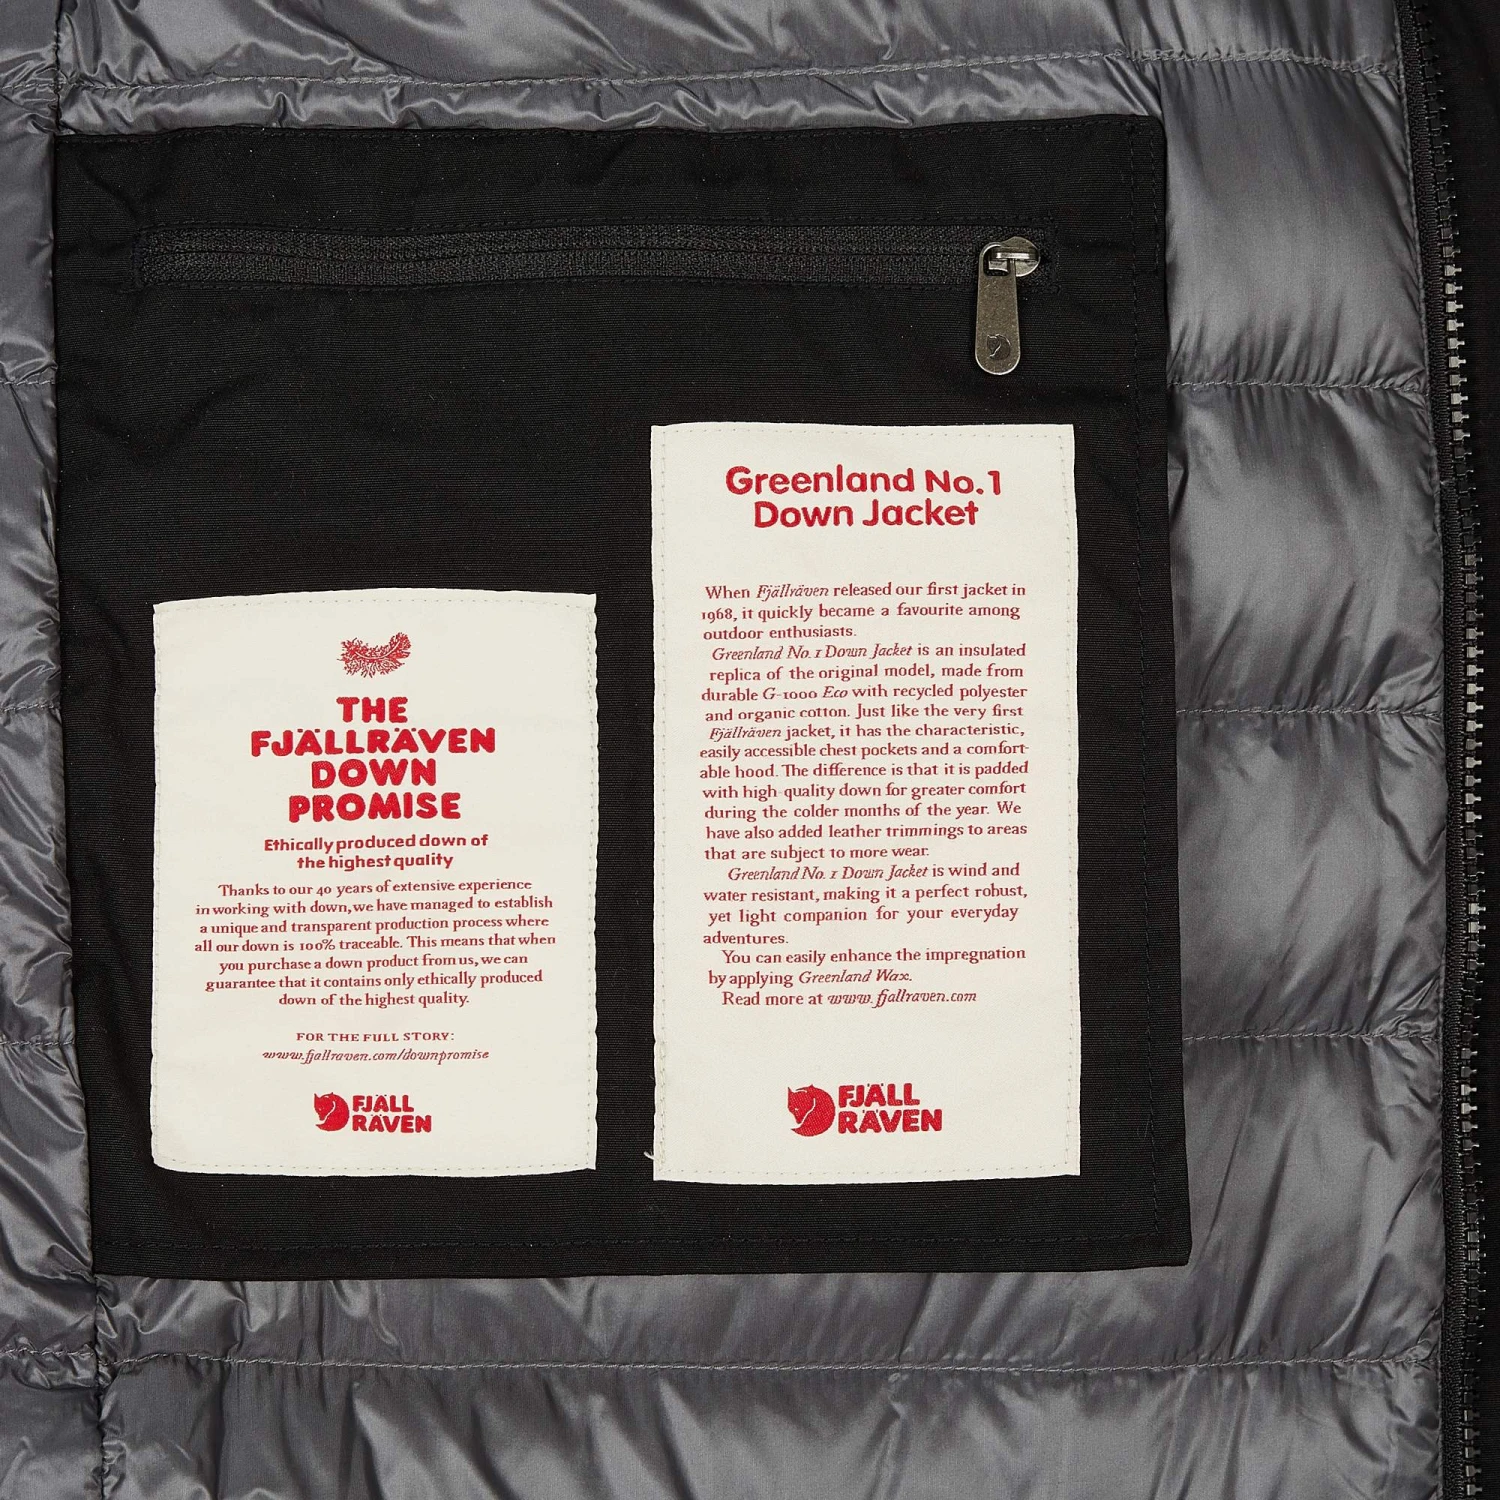 THE
FJÄLLRÄVEN
DOWN
PROMISE
Ethically produced down of
the highest quality
Thanks to our 40 years of extensive experience
in working with down, we have managed to establish
a unique and transparent production process where
all our down is 100% traceable. This means that when
you purchase a down product from us, we can
guarantee that it contains only ethically produced
down of the highest quality.
FOR THE FULL STORY:
www.fjallraven.com/downpromise
FJÄLL
RÄVEN
Greenland No.1
Down Jacket
When Fjällräven released our first jacket in
1968, it quickly became a favourite among
outdoor enthusiasts.
Greenland No. 1 Down Jacket is an insulated
replica of the original model, made from
durable G-1000 Eco with recycled polyester
and organic cotton. Just like the very first
Fjällräven jacket, it has the characteristic,
easily accessible chest pockets and a comfort-
able hood. The difference is that it is padded
with high-quality down for greater comfort
during the colder months of the year. We
have also added leather trimmings to areas
that are subject to more wear.
Greenland No. 1 Down Jacket is wind and
water resistant, making it a perfect robust,
yet light companion for your everyday
adventures.
You can easily enhance the impregnation
by applying Greenland Wax.
Read more at www.fjallraven.com
FJÄLL
RÄVEN